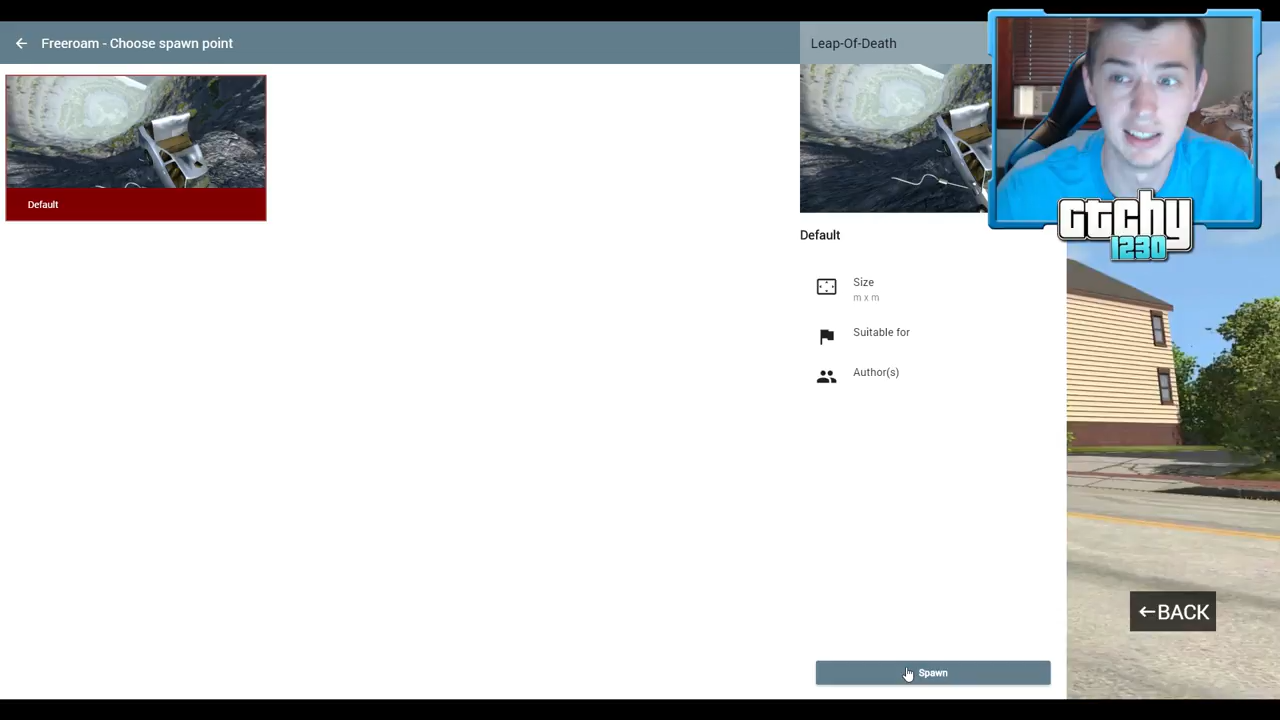 Freeroam - Choose spawn point
Leap-Of-Death
Default
Default
Size
m x m
Suitable for
Author(s)
Spawn
←BACK
GTCHY
1230